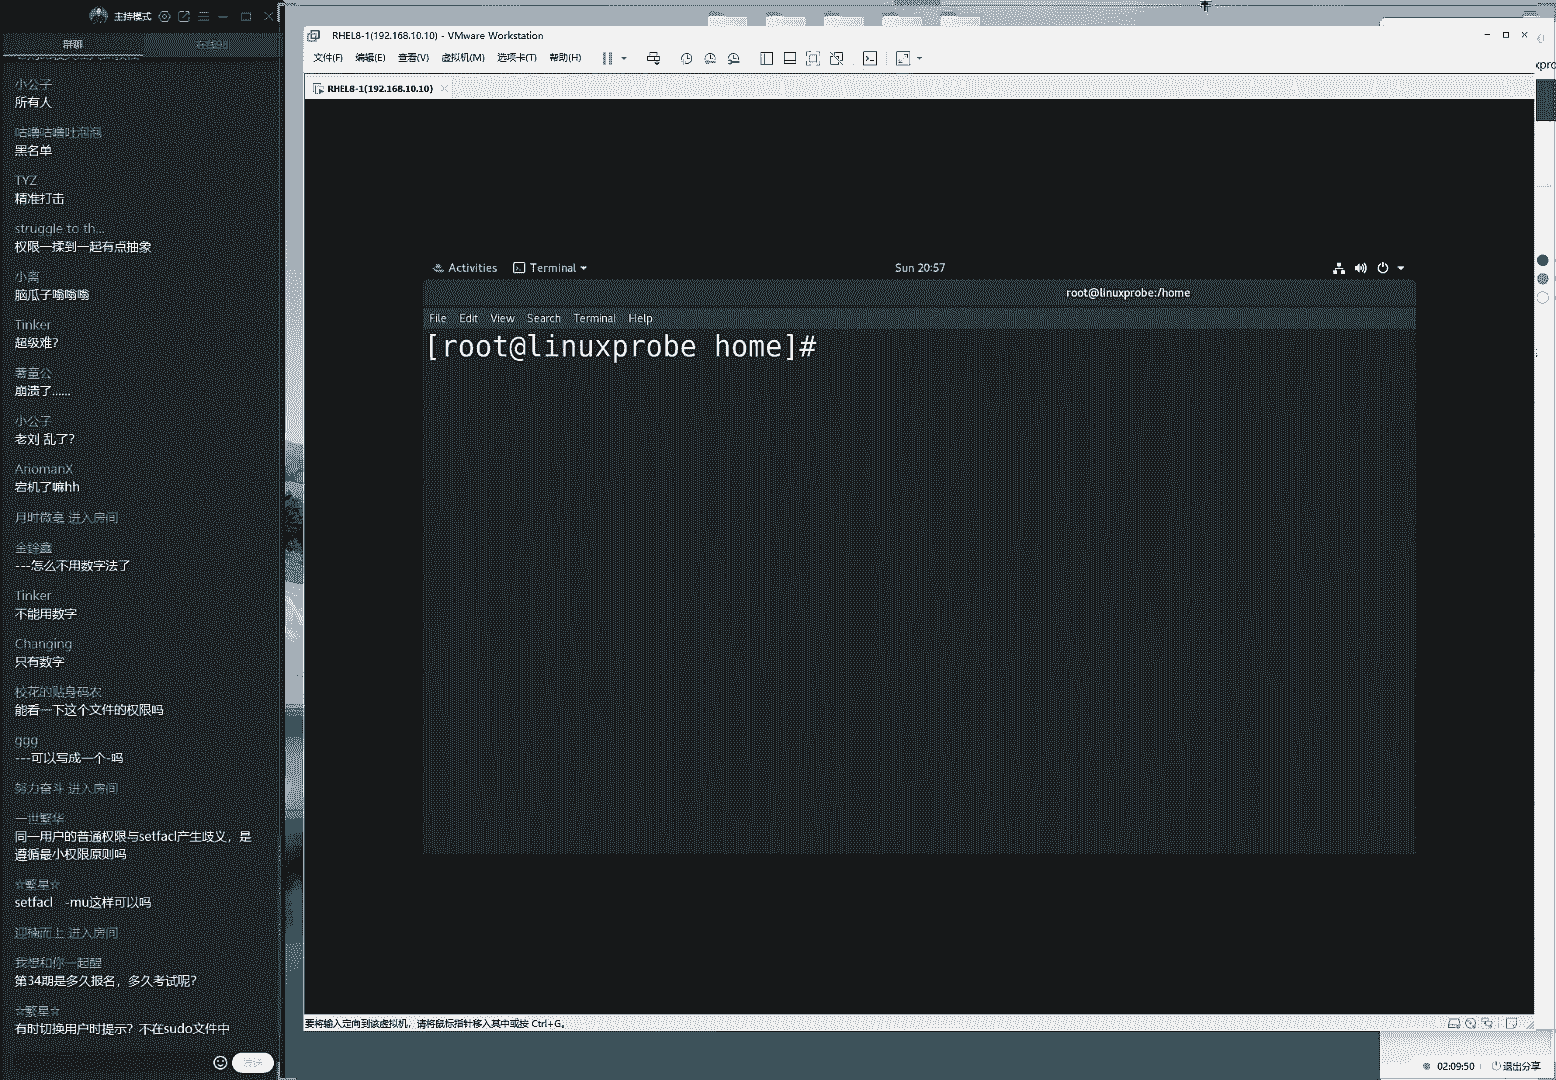 主持模式
群聊
小公子
所有人
咕噜咕噜吐泡泡
黑名单
TYZ
精准打击
struggle to th...
权限一揉到一起有点抽象
小离
脑瓜子嗡嗡嗡
Tinker
超级难?
崩溃了......
小公子
老刘 乱了?
AnomanX
宕机了嘛hh
月时微毫 进入房间
---怎么不用数字法了
Tinker
不能用数字
Changing
只有数字
校花的贴身码农
能看一下这个文件的权限吗
ggg
---可以写成一个-吗
努力奋斗 进入房间
一世繁华
同一用户的普通权限与setfacl产生歧义，是
遵循最小权限原则吗
☆繁星☆
setfacl -mu这样可以吗
迎楠而上 进入房间
我想和你一起醒
第34期是多久报名，多久考试呢?
☆繁星☆
有时切换用户时提示? 不在sudo文件中
发送
RHEL8-1(192.168.10.10) - VMware Workstation
文件(F) 编辑(E) 查看(V) 虚拟机(M) 选项卡(T) 帮助(H)
RHEL8-1(192.168.10.10)
Activities Terminal Sun 20:57
root@linuxprobe:/home
File Edit View Search Terminal Help
[root@linuxprobe home]#
要将输入定向到该虚拟机，请将鼠标指针移入其中或按 Ctrl+G。
xpro
02:09:50 退出分享